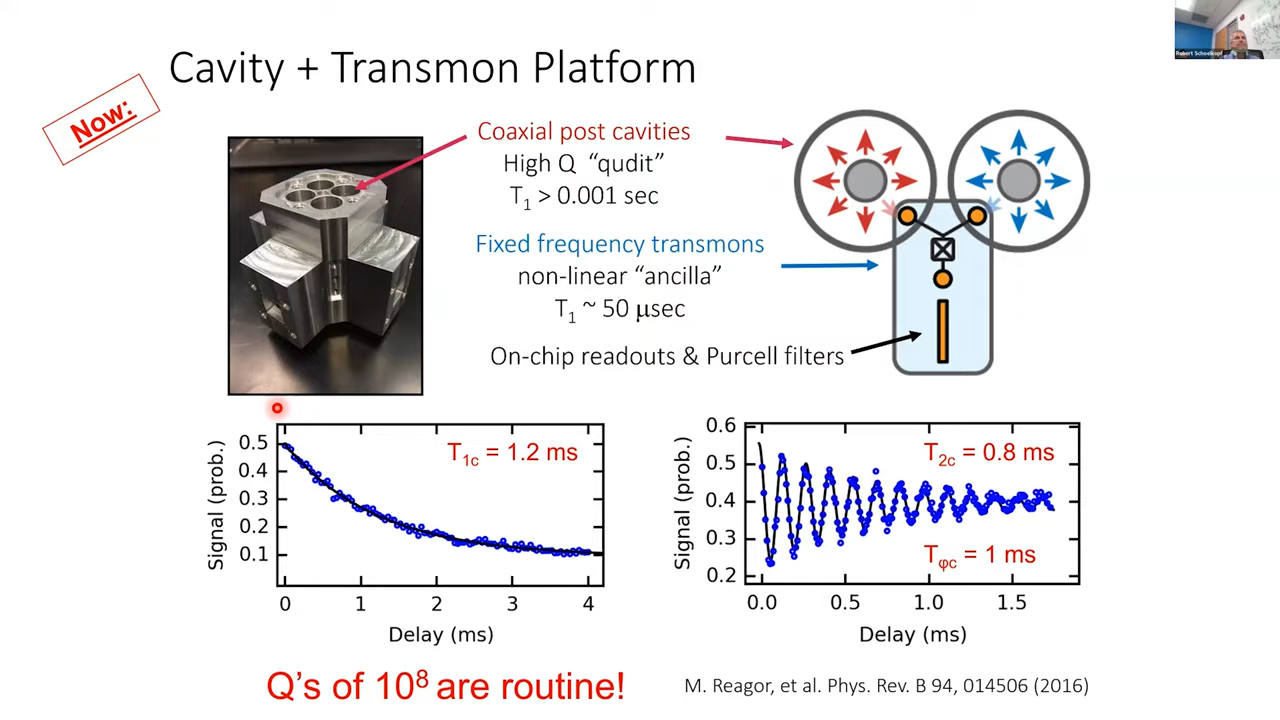 Robert Schoelkopf
Cavity + Transmon Platform
Now:
Coaxial post cavities
High Q “qudit”
T₁ > 0.001 sec
Fixed frequency transmons
non-linear “ancilla”
T₁ ~ 50 μsec
On-chip readouts & Purcell filters
T₁c = 1.2 ms
Signal (prob.)
0.5
0.4
0.3
0.2
0.1
0 1 2 3 4
Delay (ms)
T₂c = 0.8 ms
Tφc = 1 ms
Signal (prob.)
0.6
0.5
0.4
0.3
0.2
0.0 0.5 1.0 1.5
Delay (ms)
Q’s of 10⁸ are routine!
M. Reagor, et al. Phys. Rev. B 94, 014506 (2016)